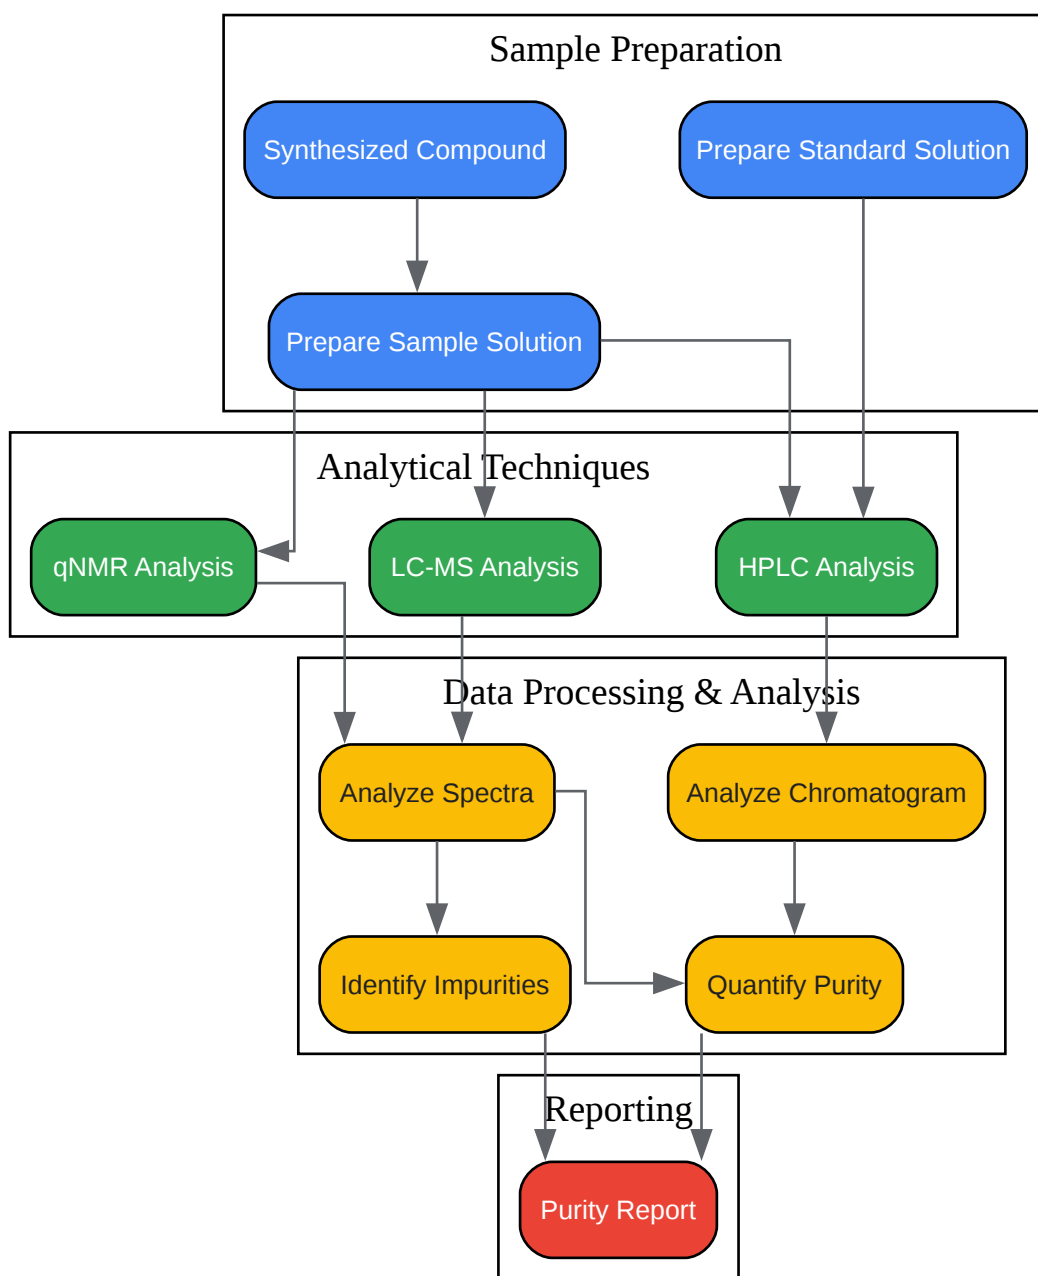 Sample Preparation
Synthesized Compound
Prepare Standard Solution
Prepare Sample Solution
Analytical Techniques
qNMR Analysis
LC-MS Analysis
HPLC Analysis
Data Processing & Analysis
Analyze Spectra
Analyze Chromatogram
Identify Impurities
Quantify Purity
Reporting
Purity Report